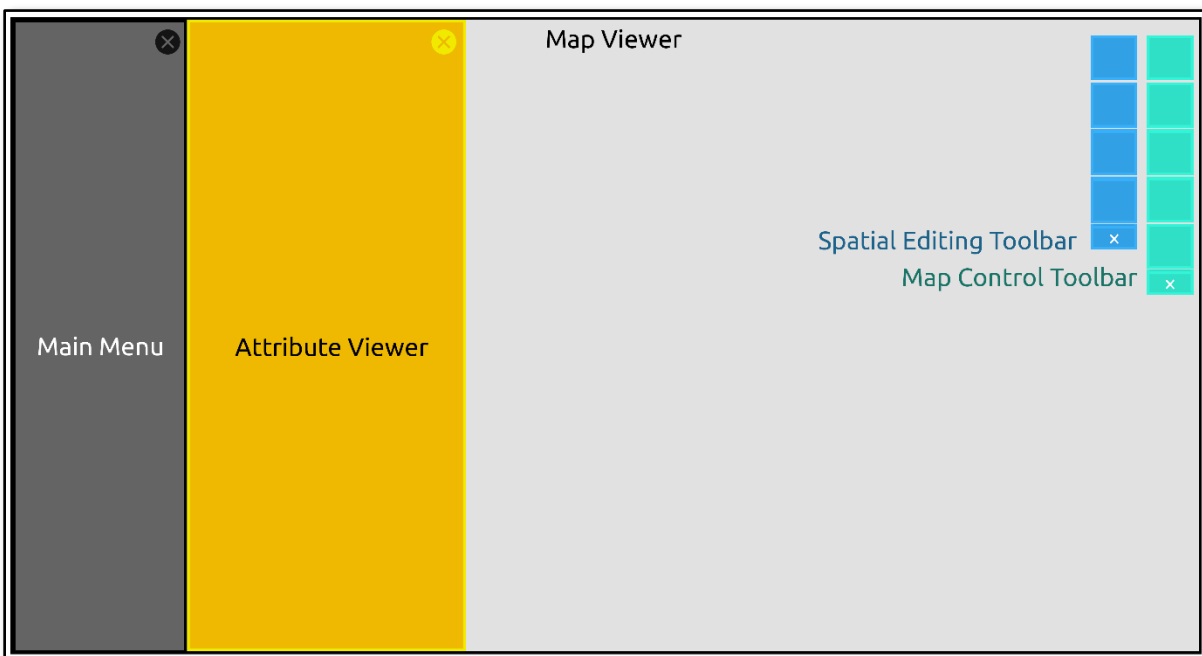 Map Viewer
Spatial Editing Toolbar
x
Map Control Toolbar
x
Main Menu
Attribute Viewer